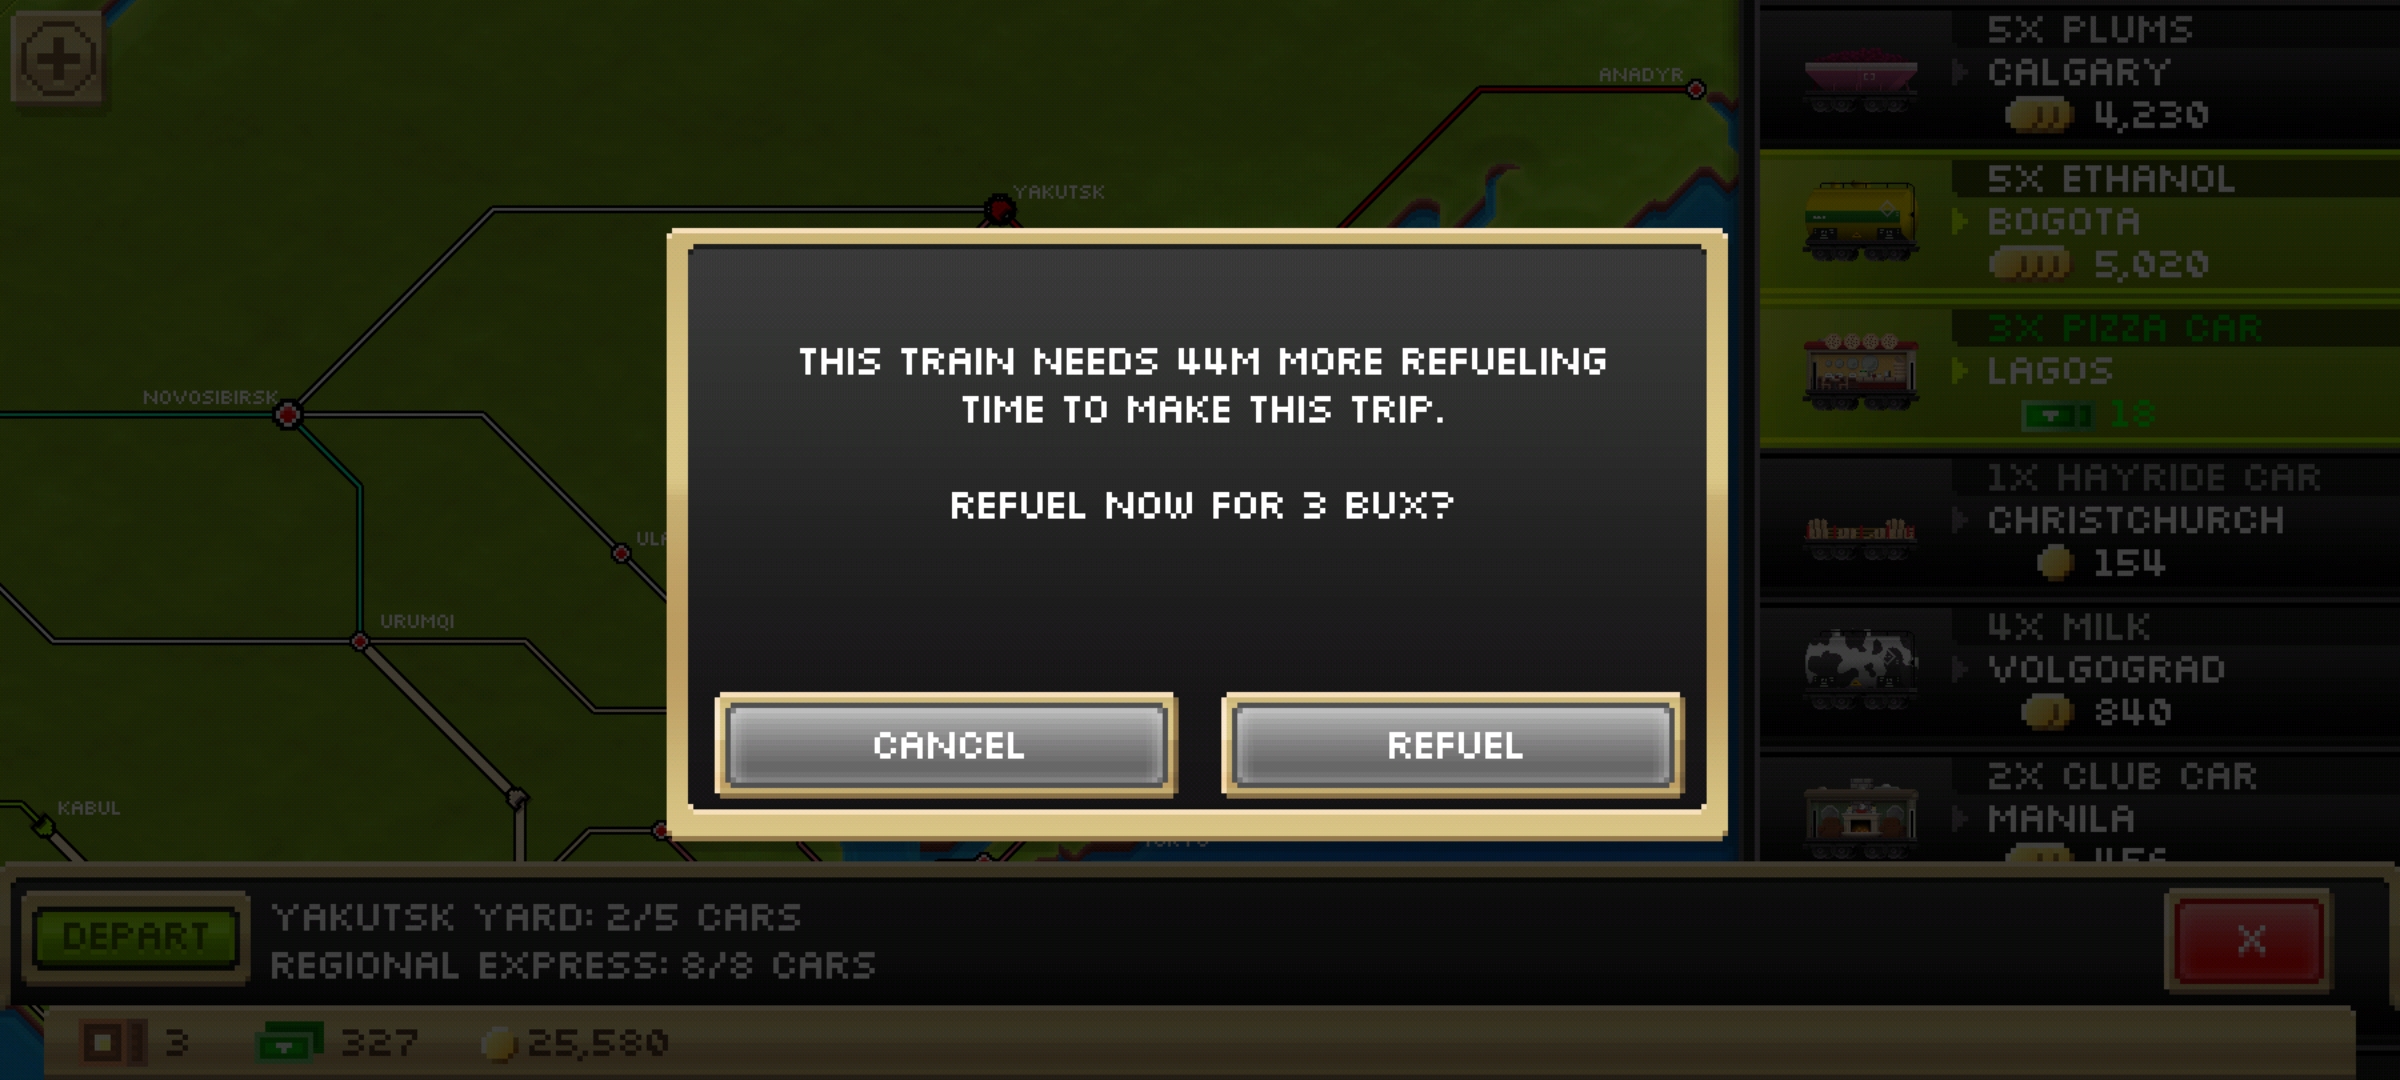 ANADYR
YAKUTSK
NOVOSIBIRSK
URUMQI
KABUL
THIS TRAIN NEEDS 44M MORE REFUELING
TIME TO MAKE THIS TRIP.
REFUEL NOW FOR 3 BUX?
CANCEL
REFUEL
5X PLUMS
CALGARY
4,230
5X ETHANOL
BOGOTA
5,020
3X PIZZA CAR
LAGOS
18
1X HAYRIDE CAR
CHRISTCHURCH
154
4X MILK
VOLGOGRAD
840
2X CLUB CAR
MANILA
DEPART
YAKUTSK YARD: 2/5 CARS
REGIONAL EXPRESS: 8/8 CARS
X
3
327
25,580